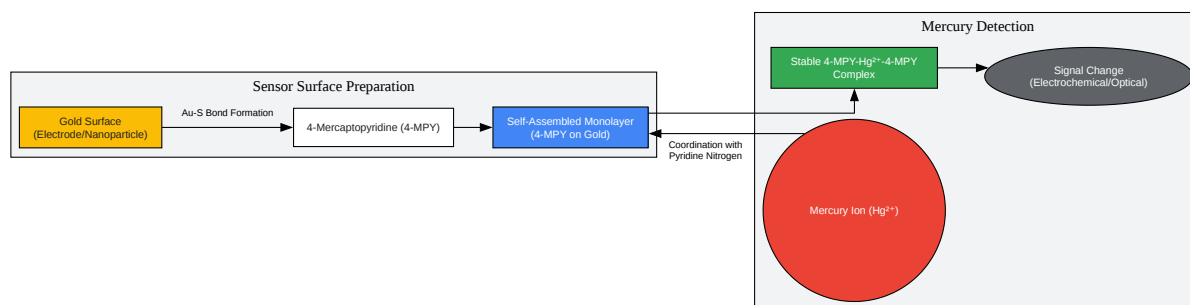 Mercury Detection
Stable 4-MPY-Hg²⁺-4-MPY
Complex
Signal Change
(Electrochemical/Optical)
Sensor Surface Preparation
Gold Surface
(Electrode/Nanoparticle)
Au-S Bond Formation
4-Mercaptopyridine (4-MPY)
Self-Assembled Monolayer
(4-MPY on Gold)
Coordination with
Pyridine Nitrogen
Mercury Ion (Hg²⁺)